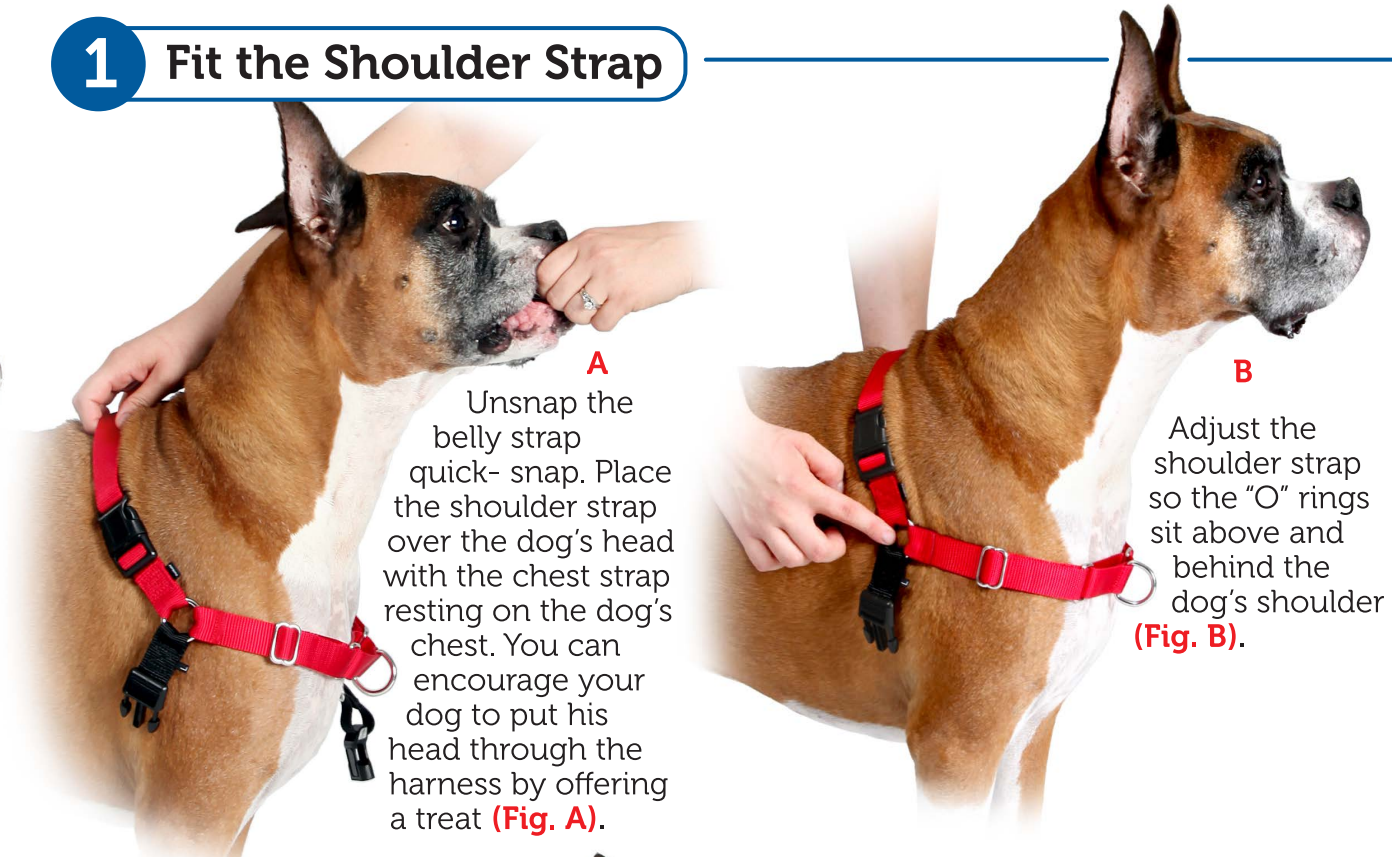 1 Fit the Shoulder Strap
A
Unsnap the
belly strap
quick- snap. Place
the shoulder strap
over the dog’s head
with the chest strap
resting on the dog’s
chest. You can
encourage your
dog to put his
head through the
harness by offering
a treat (Fig. A).
B
Adjust the
shoulder strap
so the “O” rings
sit above and
behind the
dog’s shoulder
(Fig. B).